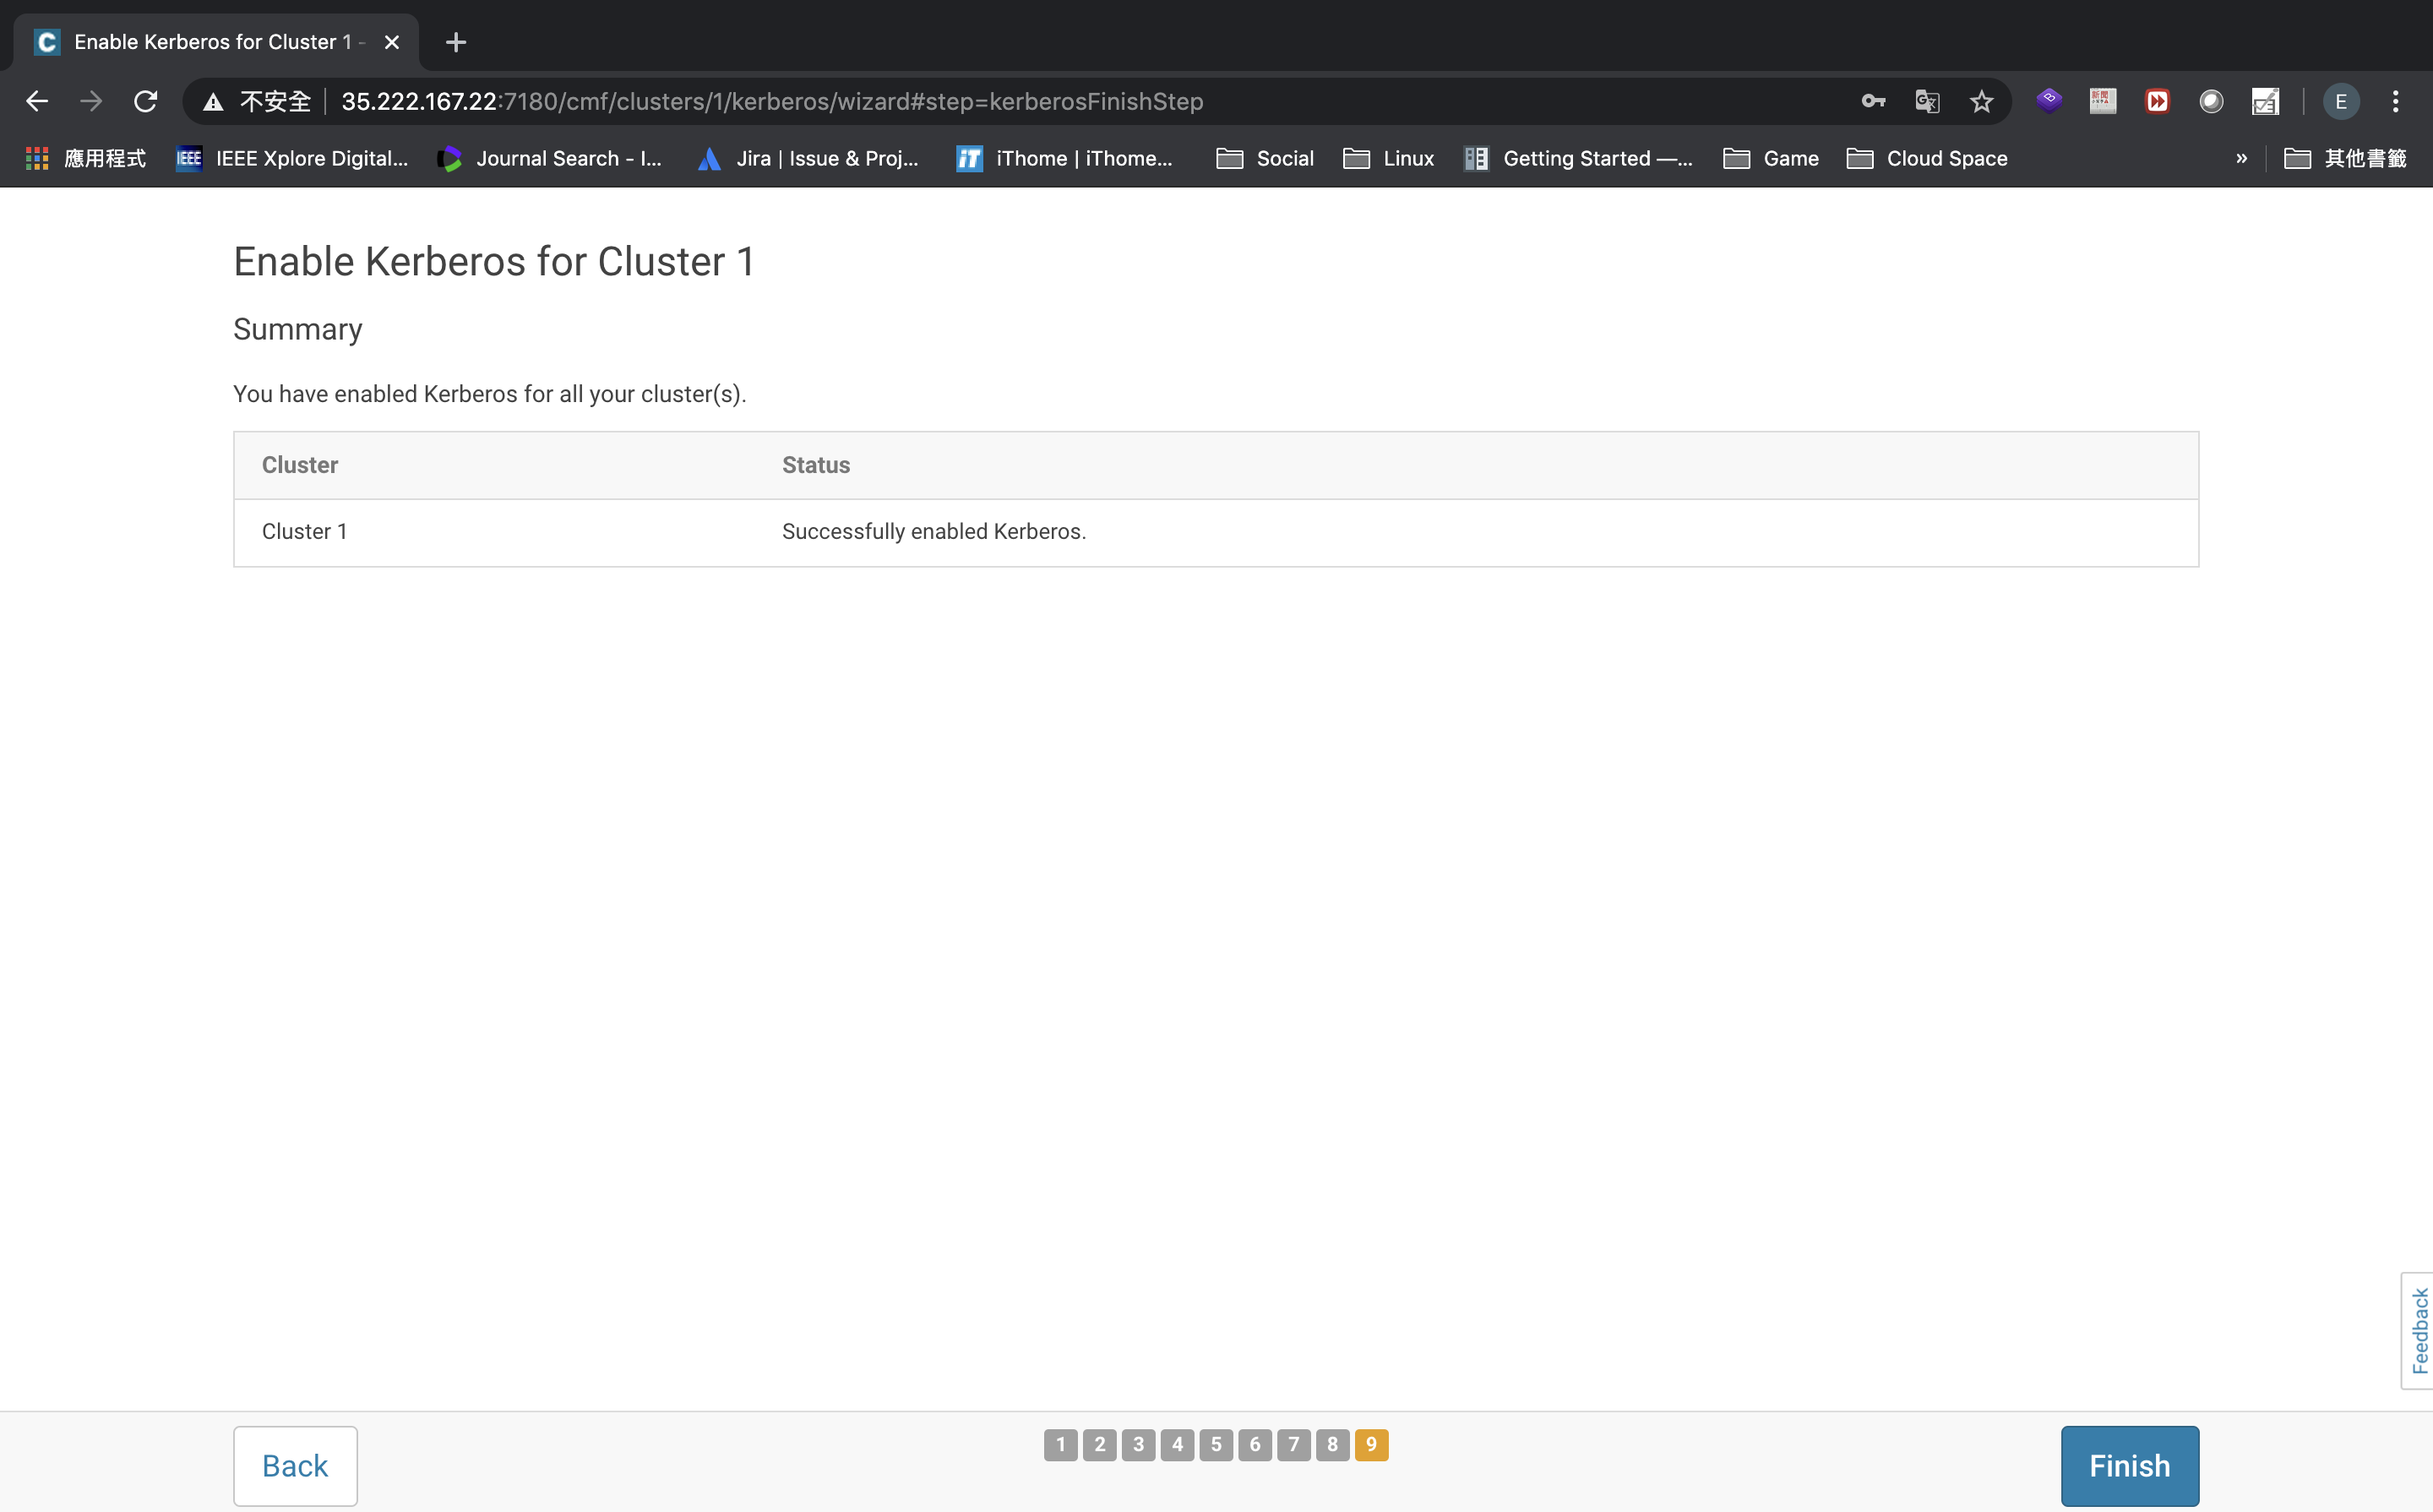 Enable Kerberos for Cluster 1 -
不安全 35.222.167.22:7180/cmf/clusters/1/kerberos/wizard#step=kerberosFinishStep E
應用程式 IEEE IEEE Xplore Digital... Journal Search - I... Jira | Issue & Proj... iT iThome | iThome... Social Linux Getting Started —... Game Cloud Space » 其他書籤
Enable Kerberos for Cluster 1
Summary
You have enabled Kerberos for all your cluster(s).
Cluster Status
Cluster 1 Successfully enabled Kerberos.
Feedback
Back 1 2 3 4 5 6 7 8 9 Finish